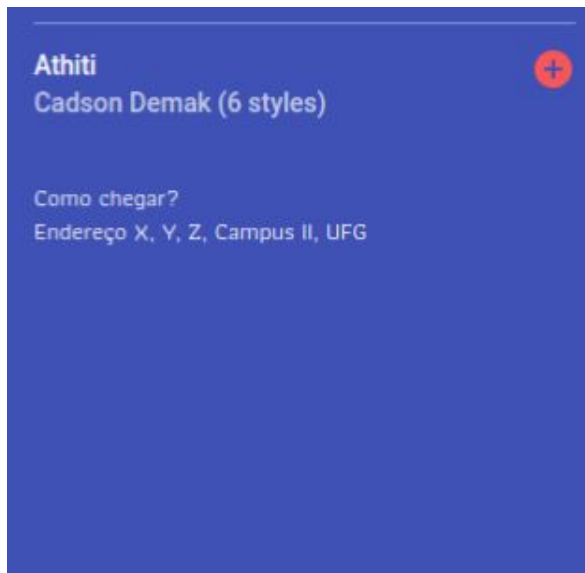 Athiti
Cadson Demak (6 styles)
Como chegar?
Endereço X, Y, Z, Campus II, UFG